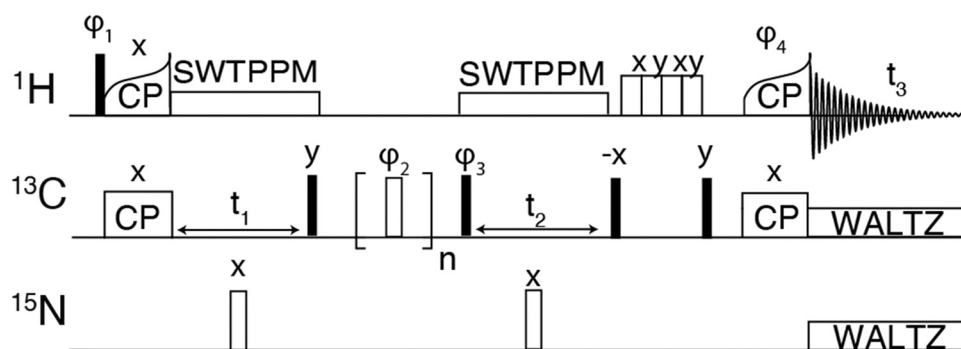 φ₁ x φ₄
SWTPPM SWTPPM x y x y t₃
¹H CP CP
y φ₂ φ₃ -x y
x x
¹³C CP t₁ t₂ CP WALTZ
n
x x
¹⁵N WALTZ